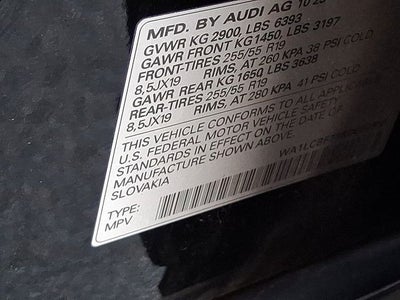 MFD. BY AUDI AG 10 23
GVWR KG 2900, LBS 6393
GAWR FRONT KG1450, LBS 3197
FRONT-TIRES 255/55 R19
8,5JX19 RIMS, AT 260 KPA 38 PSI COLD,
GAWR REAR KG 1650 LBS 3638
REAR-TIRES 255/55 R19
8,5JX19 RIMS, AT 280 KPA 41 PSI COLD
THIS VEHICLE CONFORMS TO ALL
U.S. FEDERAL MOTOR VEHICLE SAFETY
STANDARDS IN EFFECT ON THE DATE OF
MANUFACTURE SHOWN ABOVE.
SLOVAKIA
WA1LCBF
TYPE:
MPV